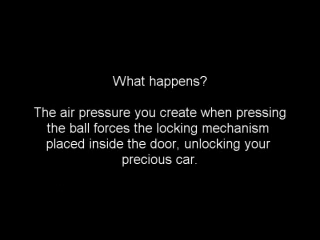 What happens?
The air pressure you create when pressing
the ball forces the locking mechanism
placed inside the door, unlocking your
precious car.